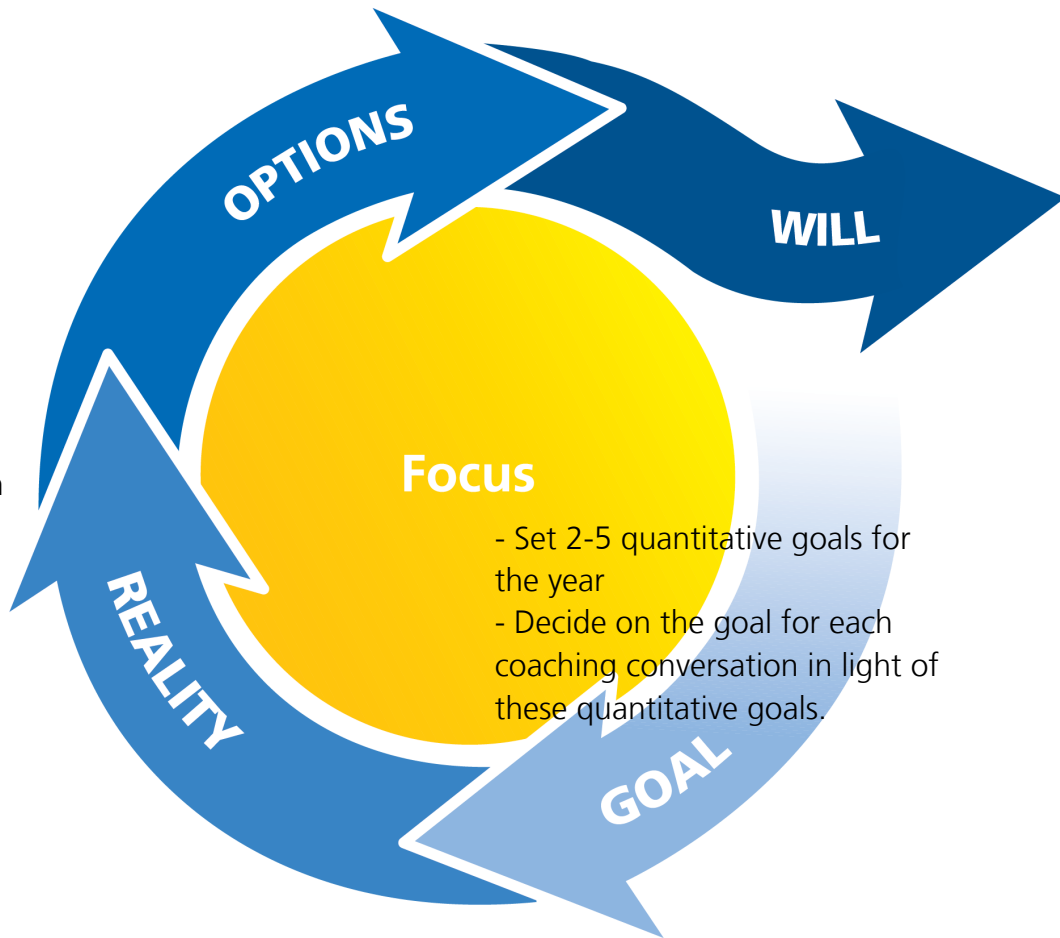 OPTIONS
WILL
Focus
- Set 2-5 quantitative goals for
the year
- Decide on the goal for each
coaching conversation in light of
these quantitative goals.
REALITY
GOAL